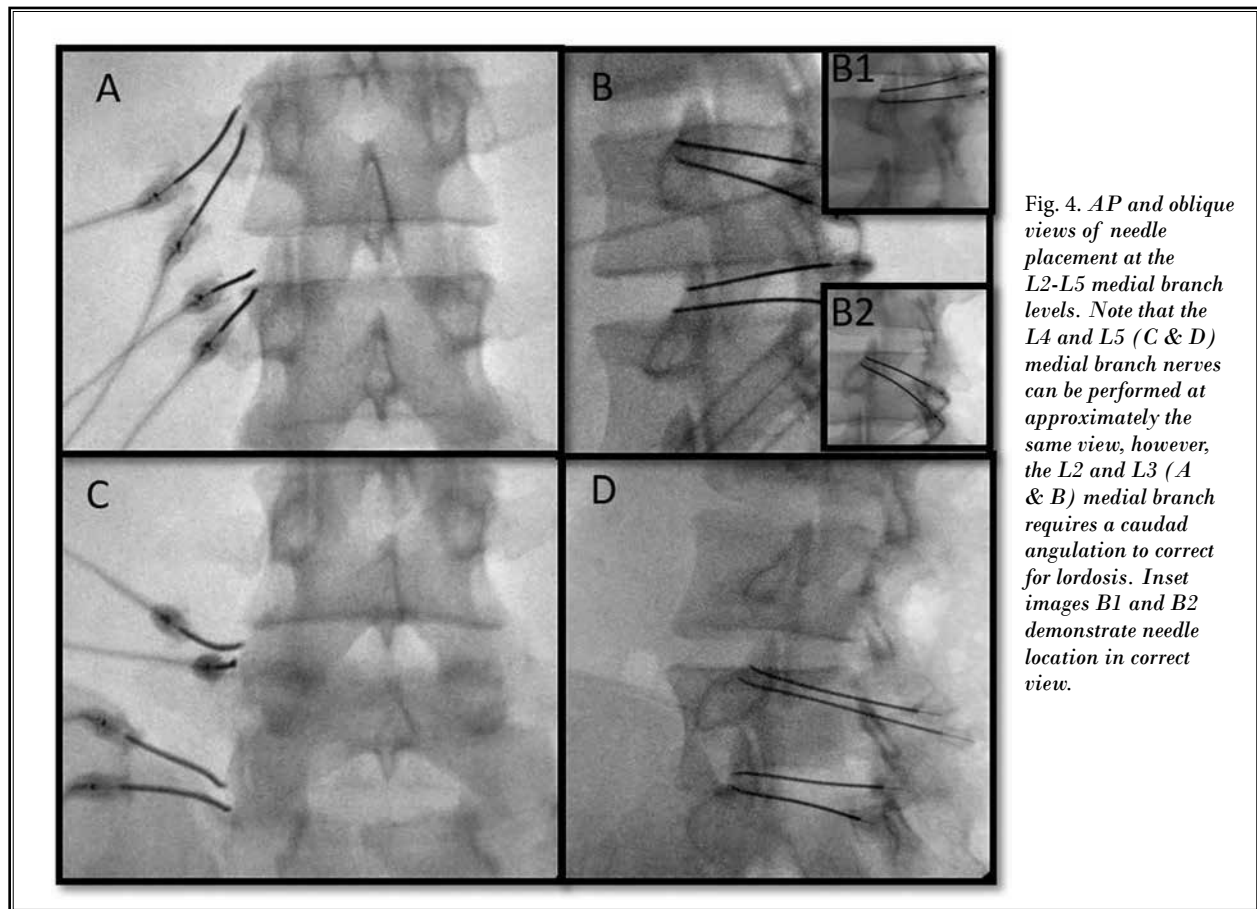 A
B
B1
B2
C
D
Fig. 4. AP and oblique
views of needle
placement at the
L2-L5 medial branch
levels. Note that the
L4 and L5 (C & D)
medial branch nerves
can be performed at
approximately the
same view, however,
the L2 and L3 (A
& B) medial branch
requires a caudad
angulation to correct
for lordosis. Inset
images B1 and B2
demonstrate needle
location in correct
view.